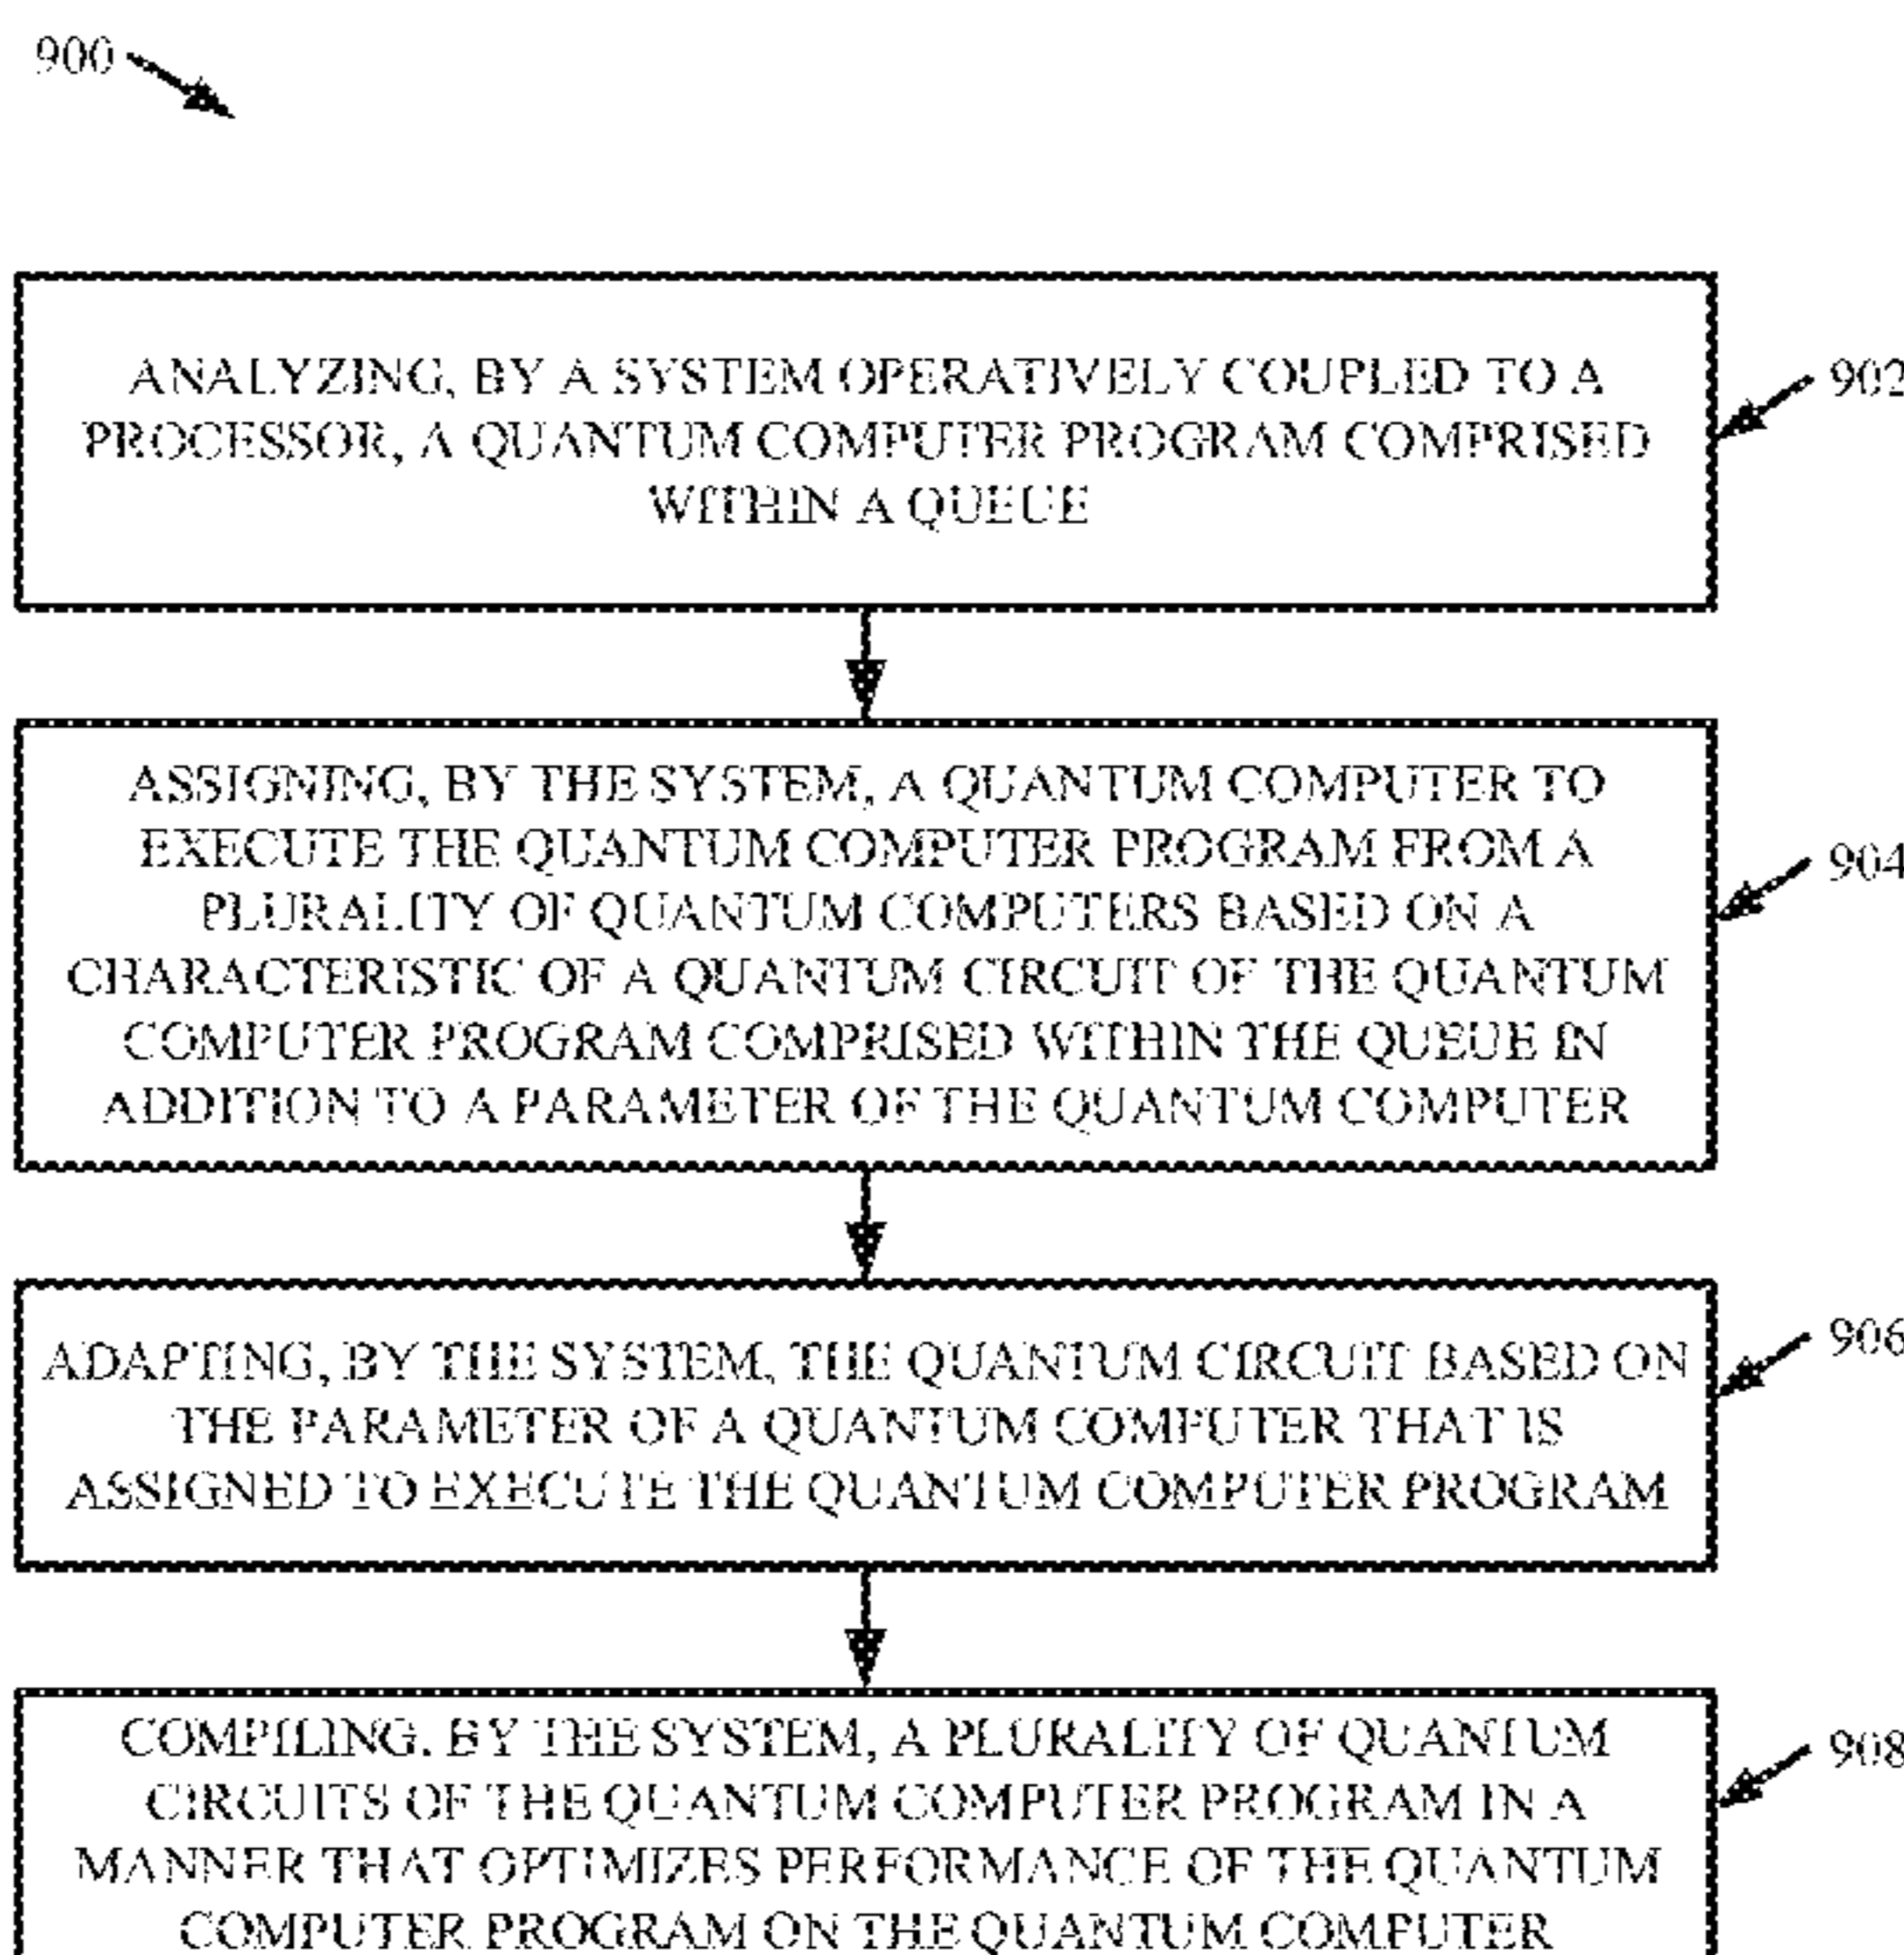 900
ANALYZING, BY A SYSTEM OPERATIVELY COUPLED TO A
PROCESSOR, A QUANTUM COMPUTER PROGRAM COMPRISED
WITHIN A QUEUE
902
ASSIGNING, BY THE SYSTEM, A QUANTUM COMPUTER TO
EXECUTE THE QUANTUM COMPUTER PROGRAM FROM A
PLURALITY OF QUANTUM COMPUTERS BASED ON A
CHARACTERISTIC OF A QUANTUM CIRCUIT OF THE QUANTUM
COMPUTER PROGRAM COMPRISED WITHIN THE QUEUE IN
ADDITION TO A PARAMETER OF THE QUANTUM COMPUTER
904
ADAPTING, BY THE SYSTEM, THE QUANTUM CIRCUIT BASED ON
THE PARAMETER OF A QUANTUM COMPUTER THAT IS
ASSIGNED TO EXECUTE THE QUANTUM COMPUTER PROGRAM
906
COMPILING, BY THE SYSTEM, A PLURALITY OF QUANTUM
CIRCUITS OF THE QUANTUM COMPUTER PROGRAM IN A
MANNER THAT OPTIMIZES PERFORMANCE OF THE QUANTUM
COMPUTER PROGRAM ON THE QUANTUM COMPUTER
908